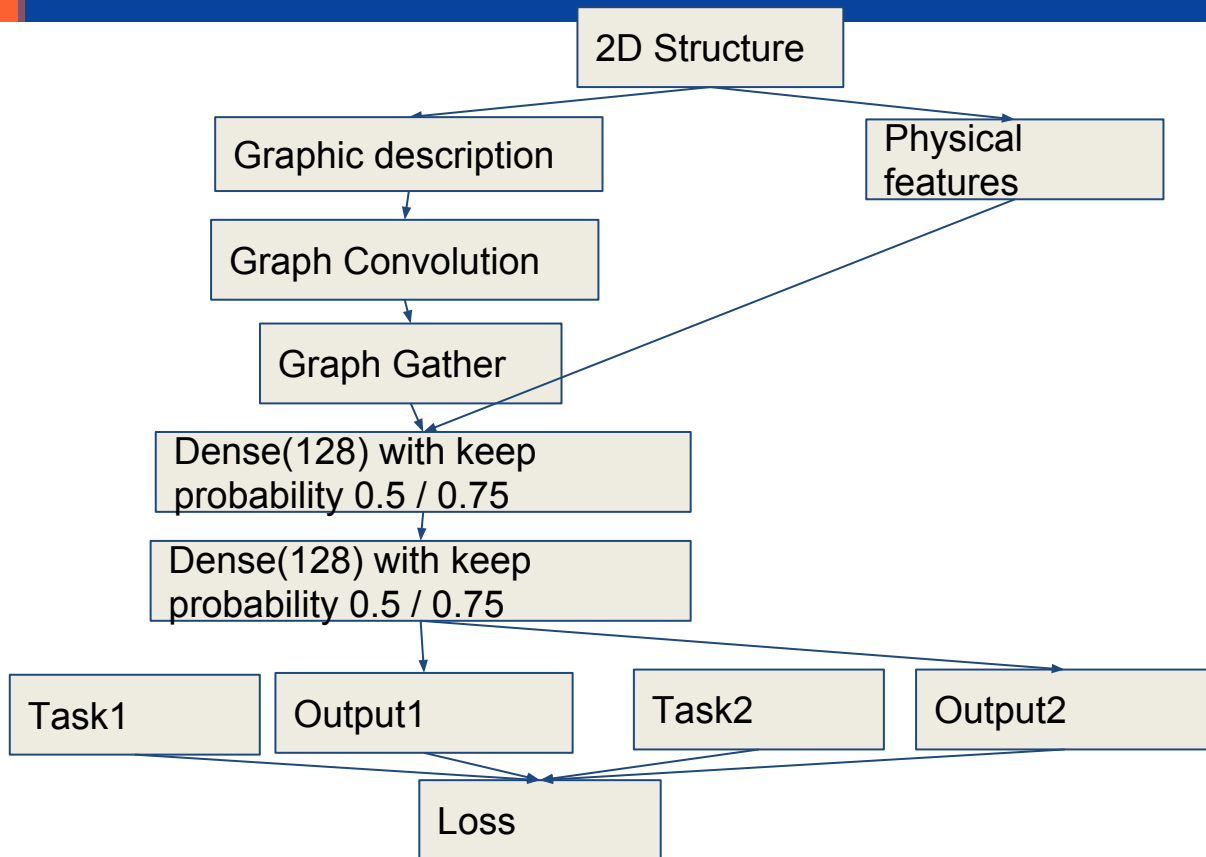 2D Structure
Graphic description
Physical
features
Graph Convolution
Graph Gather
Dense(128) with keep
probability 0.5 / 0.75
Dense(128) with keep
probability 0.5 / 0.75
Task1
Output1
Task2
Output2
Loss